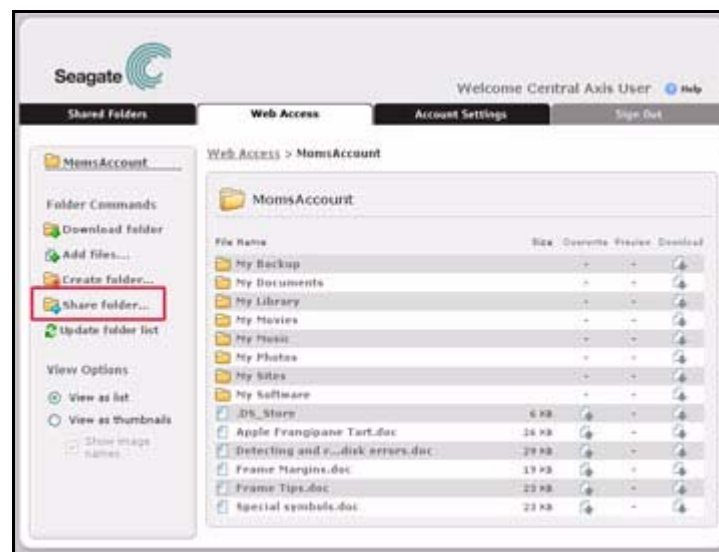 Seagate
Welcome Central Axis User Help
Shared Folders Web Access Account Settings Sign Out
MomsAccount
Folder Commands
Download folder
Add files...
Create folder...
Share folder...
Update folder list
View Options
View as list
View as thumbnails
Show image names
Web Access > MomsAccount
MomsAccount
File Name Size Overwrite Preview Download
My Backup - -
My Documents - -
My Library - -
My Movies - -
My Music - -
My Photos - -
My Sites - -
My Software - -
.DS_Store 6 KB -
Apple Frangipane Tart.doc 26 KB -
Detecting and r...disk errors.doc 29 KB -
Frame Margins.doc 19 KB -
Frame Tips.doc 23 KB -
Special symbols.doc 23 KB -